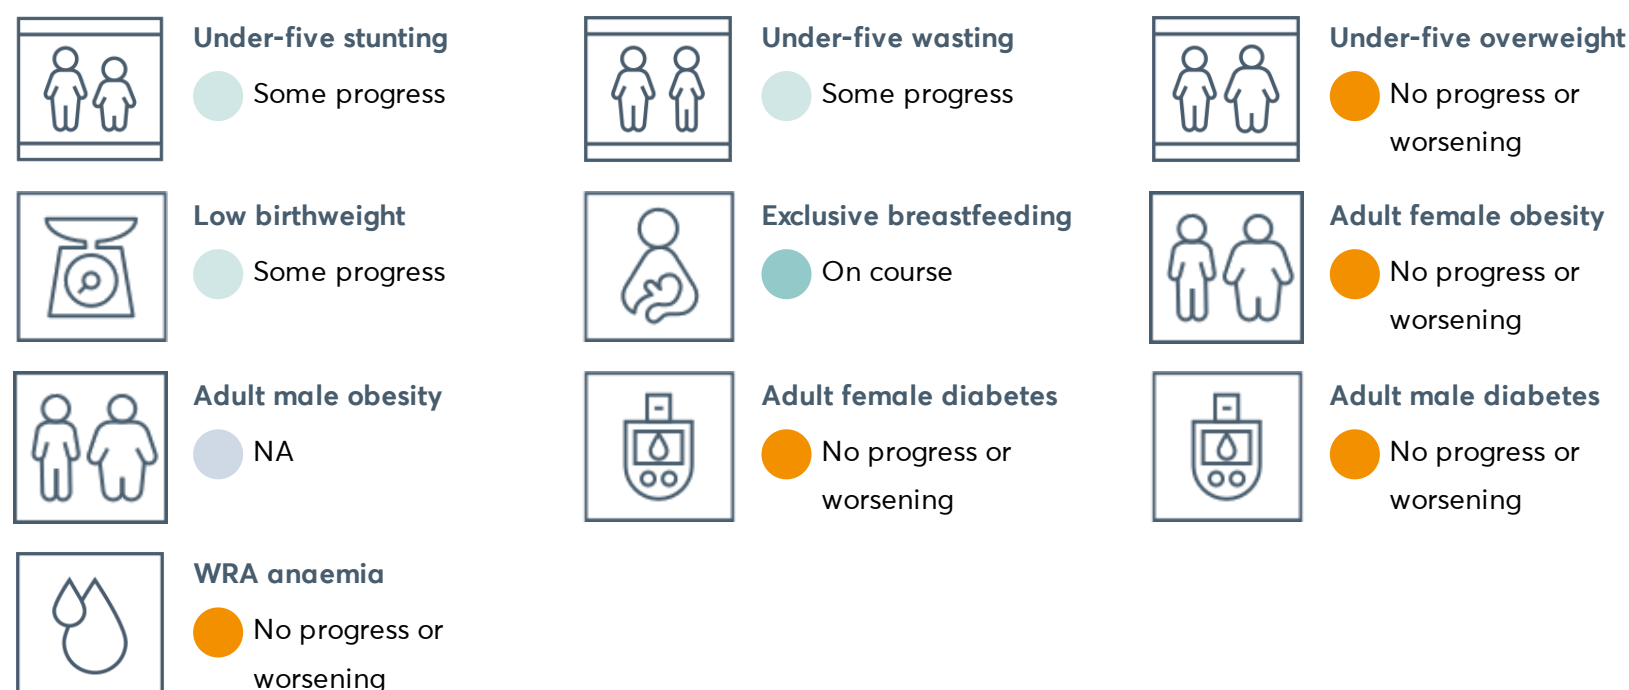 Under-five stunting
Some progress
Under-five wasting
Some progress
Under-five overweight
No progress or
worsening
Low birthweight
Some progress
Exclusive breastfeeding
On course
Adult female obesity
No progress or
worsening
Adult male obesity
NA
Adult female diabetes
No progress or
worsening
Adult male diabetes
No progress or
worsening
WRA anaemia
No progress or
worsening